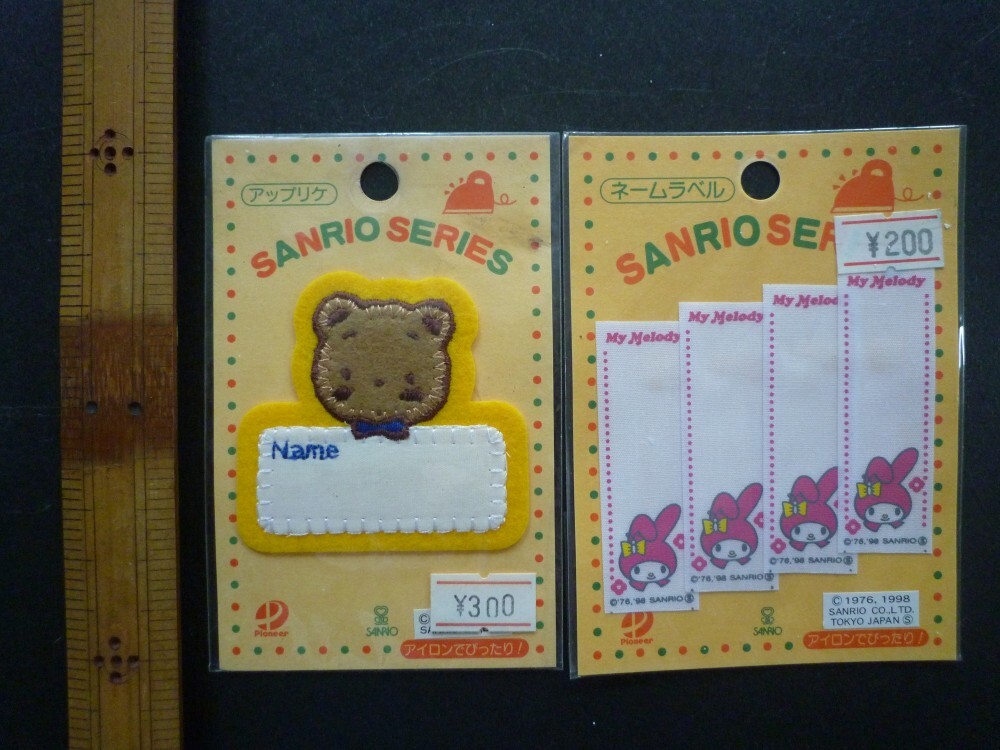 アップリケ
SANRIO SERIES
Name
¥300
Pioneer
SANRIO
©
SA
アイロンでぴったり!
ネームラベル
SANRIO SER
¥200
My Melody
My Melody
My Melody
My Melody
©'76,'98 SANRIO Ⓢ
©'76,'98 SANRIO Ⓢ
©'76,'98 SANRIO Ⓢ
©'76,'98 SANRIO Ⓢ
Pioneer
SANRIO
© 1976, 1998
SANRIO CO.,LTD.
TOKYO JAPAN Ⓢ
アイロンでぴったり!